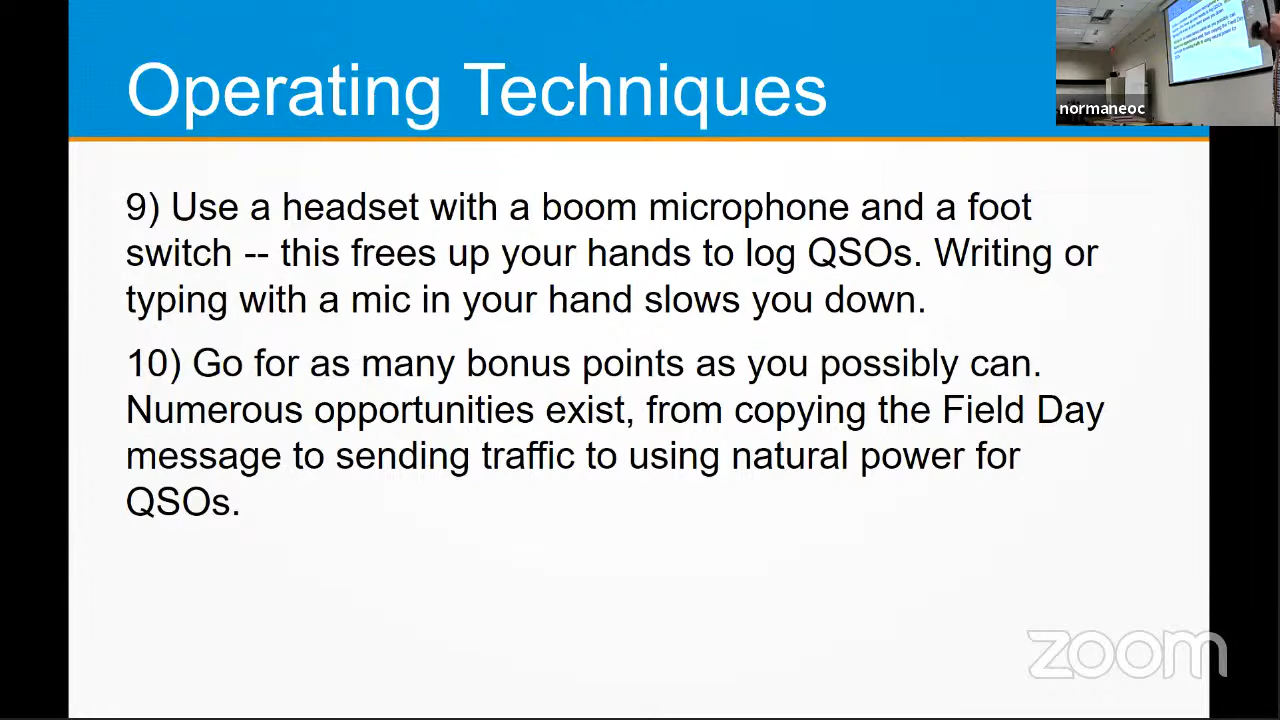 Operating Techniques
normaneoc
9) Use a headset with a boom microphone and a foot
switch -- this frees up your hands to log QSOs. Writing or
typing with a mic in your hand slows you down.
10) Go for as many bonus points as you possibly can.
Numerous opportunities exist, from copying the Field Day
message to sending traffic to using natural power for
QSOs.
zoom